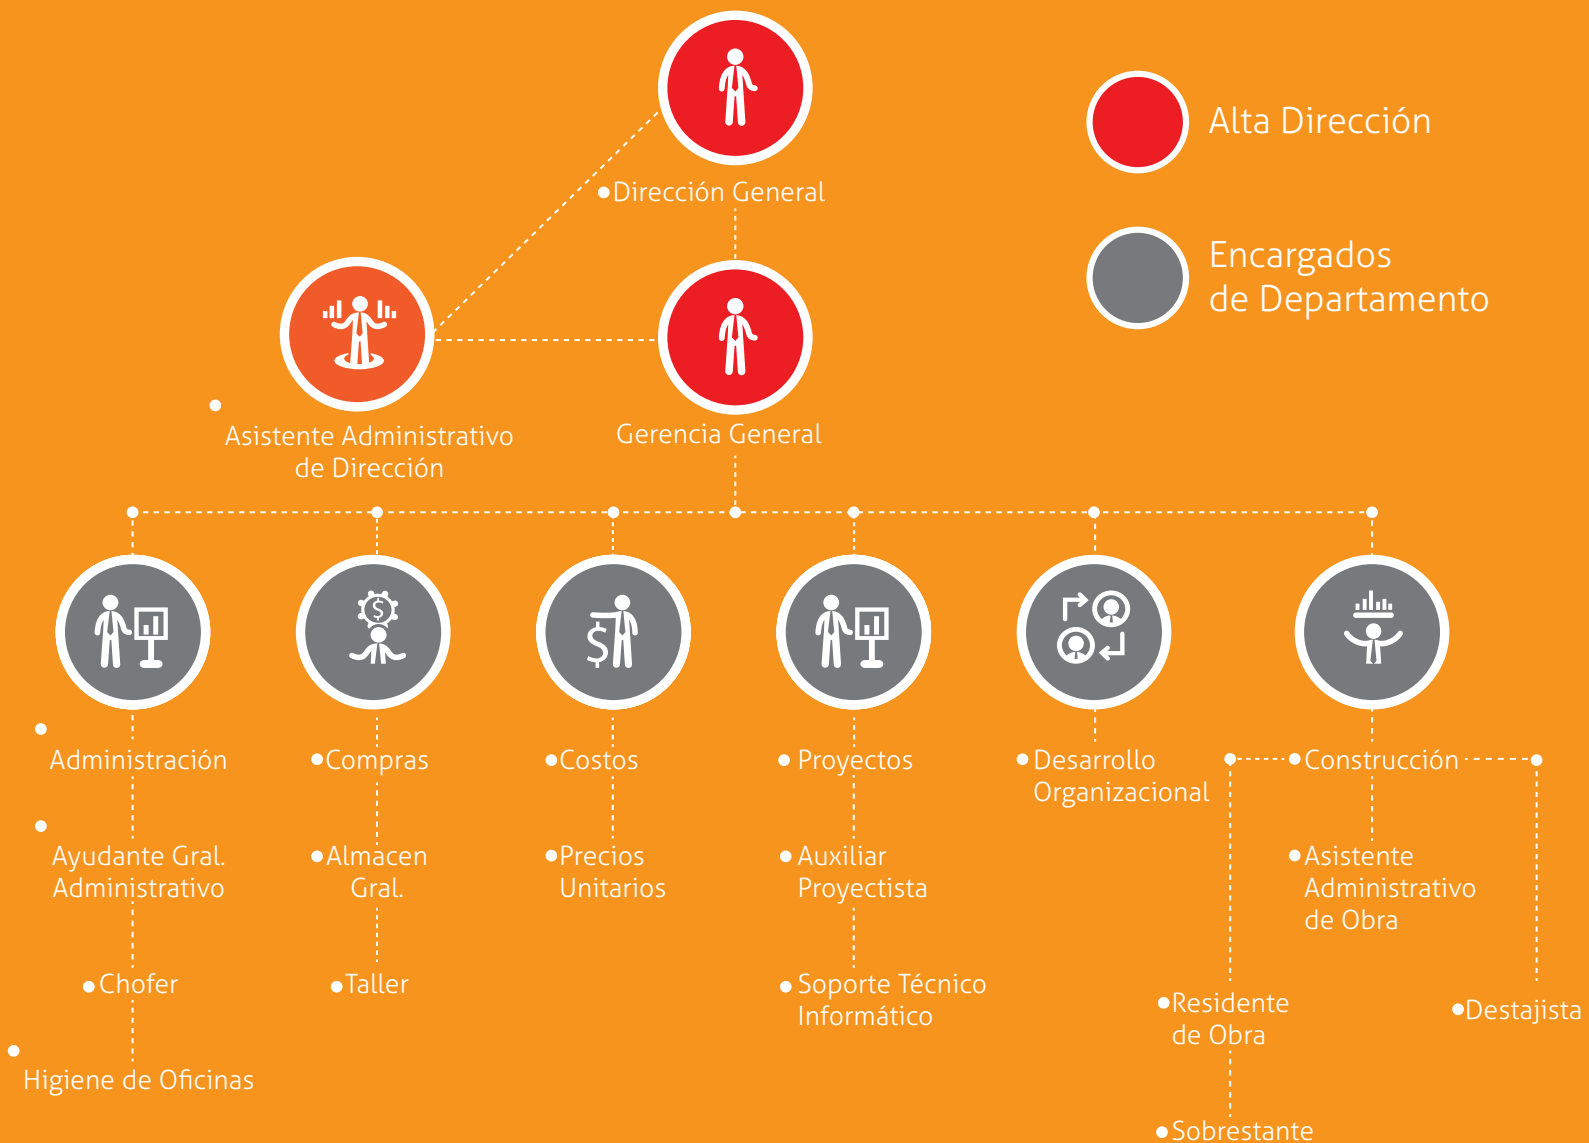 Alta Dirección
Dirección General
Encargados
de Departamento
Asistente Administrativo
de Dirección
Gerencia General
$
$
Administración
Compras
Costos
Proyectos
Desarrollo
Organizacional
Construcción
Ayudante Gral.
Administrativo
Almacen
Gral.
Precios
Unitarios
Auxiliar
Proyectista
Asistente
Administrativo
de Obra
Chofer
Taller
Soporte Técnico
Informático
Residente
de Obra
Destajista
Higiene de Oficinas
Sobrestante